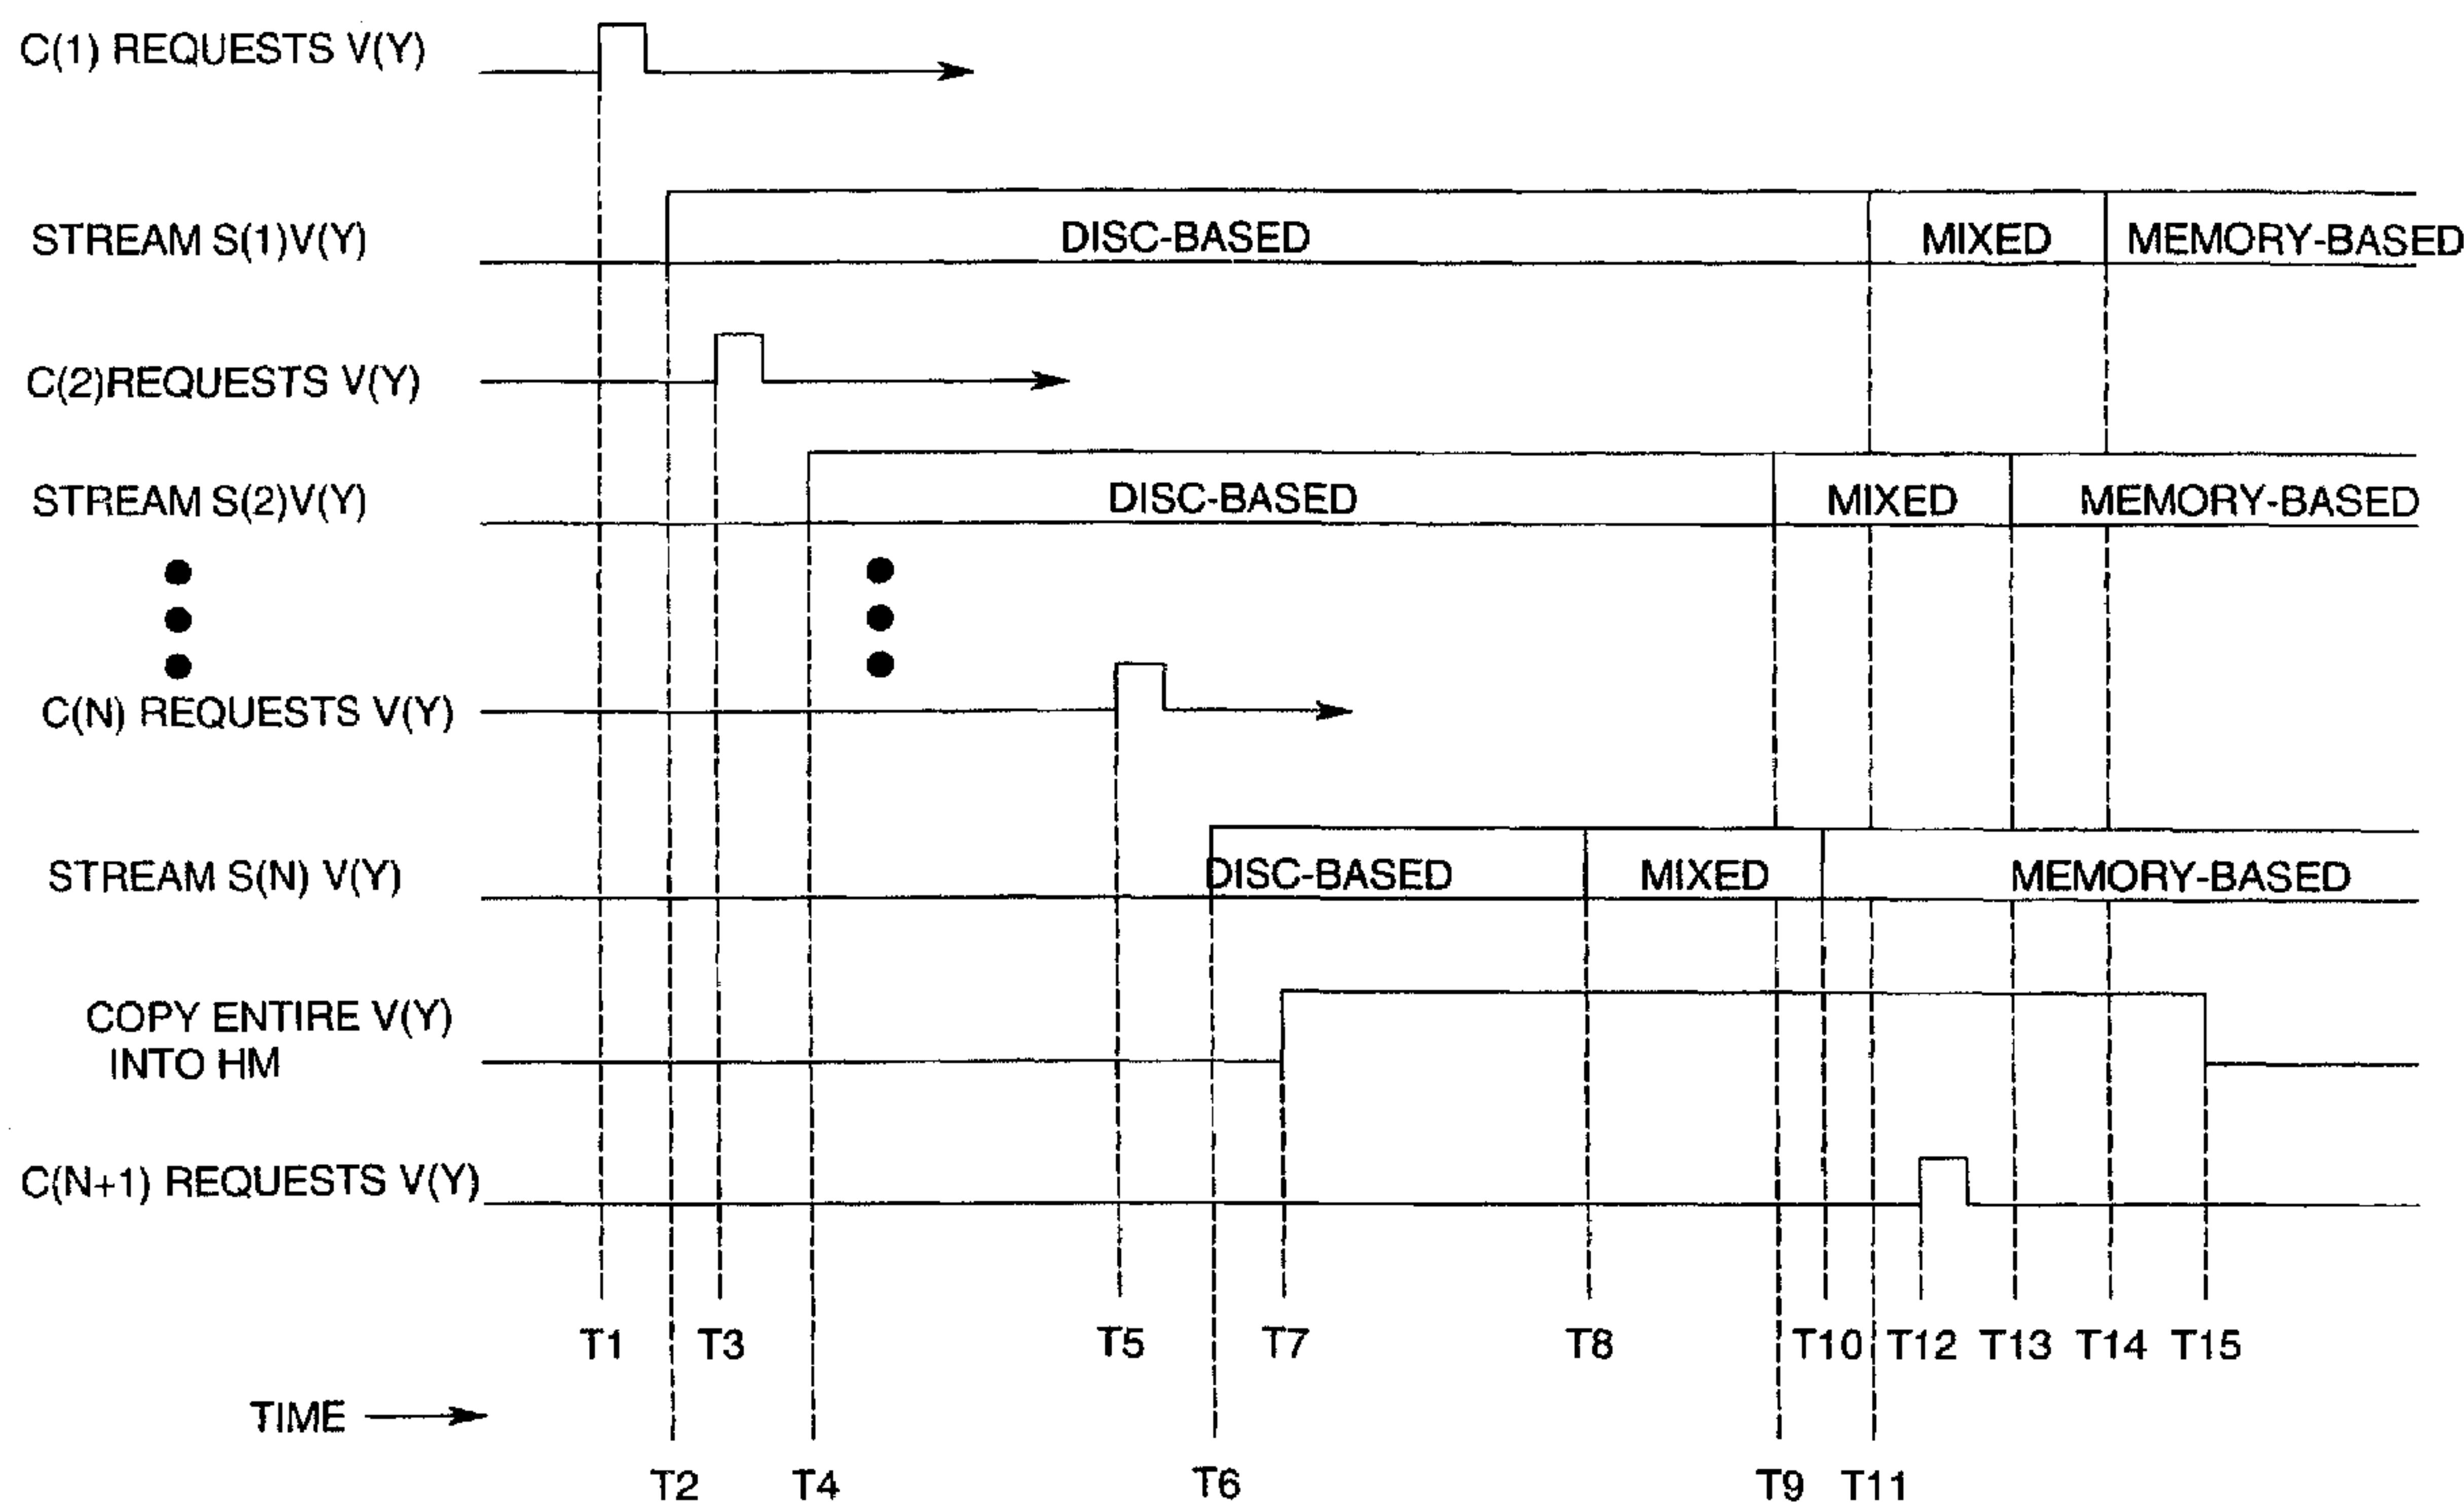 C(1) REQUESTS V(Y)
STREAM S(1)V(Y)
DISC-BASED
MIXED
MEMORY-BASED
C(2)REQUESTS V(Y)
STREAM S(2)V(Y)
DISC-BASED
MIXED
MEMORY-BASED
C(N) REQUESTS V(Y)
STREAM S(N) V(Y)
DISC-BASED
MIXED
MEMORY-BASED
COPY ENTIRE V(Y)
INTO HM
C(N+1) REQUESTS V(Y)
T1 T3 T5 T7 T8 T10 T12 T13 T14 T15
TIME
T2 T4 T6 T9 T11